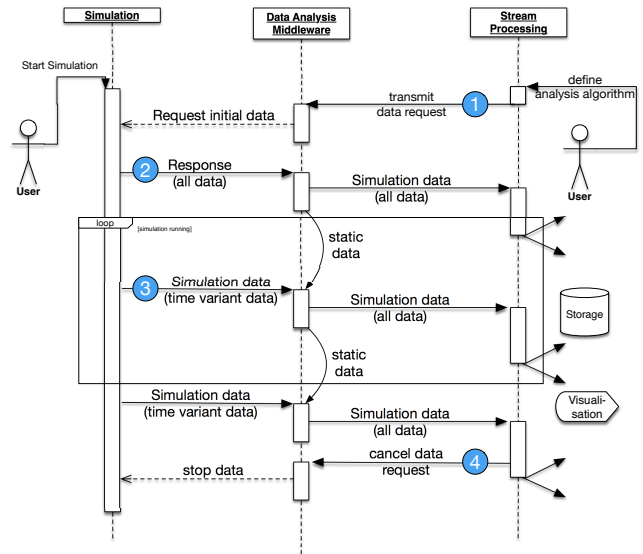 Simulation
Data Analysis
Middleware
Stream
Processing
Start Simulation
define
analysis algorithm
transmit
data request
1
Request initial data
User
User
2
Response
(all data)
Simulation data
(all data)
loop
[simulation running]
static
data
3
Simulation data
(time variant data)
Simulation data
(all data)
Storage
static
data
Simulation data
(time variant data)
Visuali-
sation
Simulation data
(all data)
cancel data
request
4
stop data